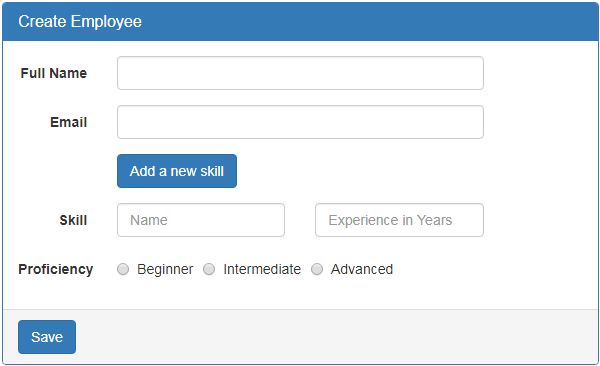 Create Employee
Full Name
Email
Add a new skill
Skill Name Experience in Years
Proficiency Beginner Intermediate Advanced
Save